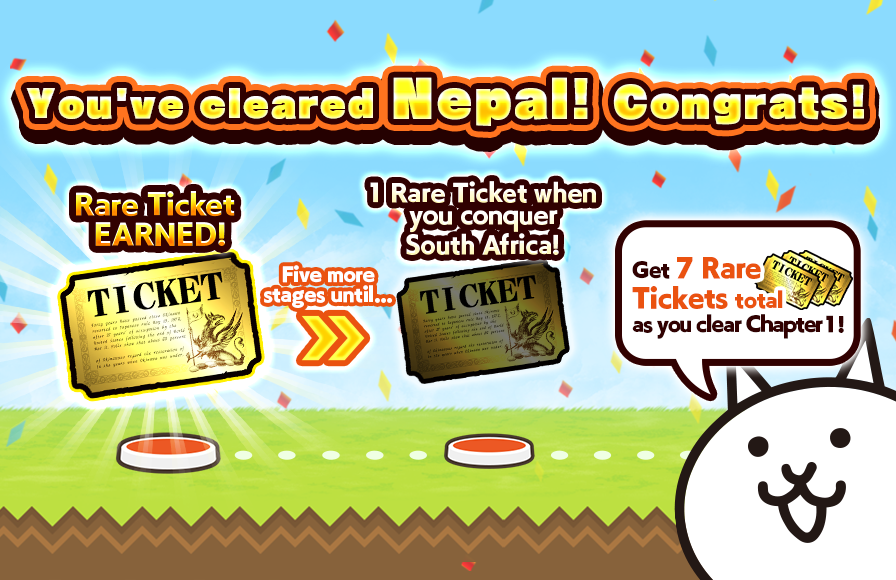 You've cleared Nepal! Congrats!
Rare Ticket
EARNED!
TICKET
Five more
stages until...
1 Rare Ticket when
you conquer
South Africa!
TICKET
Get 7 Rare
Tickets total
as you clear Chapter 1!
TICKET